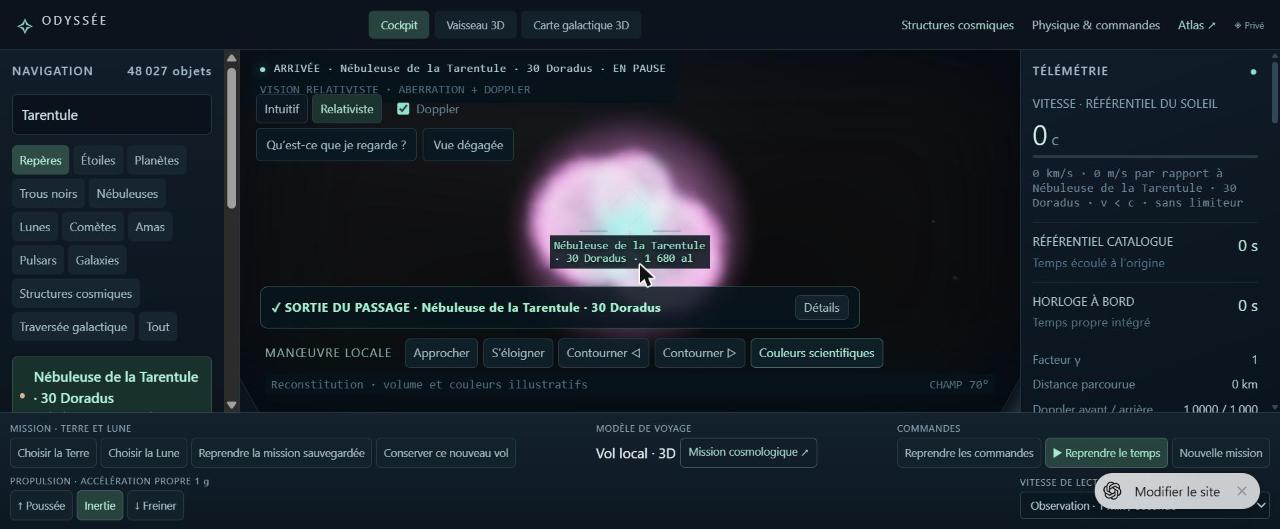 ODYSSÉE
Cockpit
Vaisseau 3D
Carte galactique 3D
Structures cosmiques
Physique & commandes
Atlas ↗
Privé
NAVIGATION
48 027 objets
Tarentule
Repères
Étoiles
Planètes
Trous noirs
Nébuleuses
Lunes
Comètes
Amas
Pulsars
Galaxies
Structures cosmiques
Traversée galactique
Tout
Nébuleuse de la Tarentule
· 30 Doradus
ARRIVÉE · Nébuleuse de la Tarentule · 30 Doradus · EN PAUSE
VISION RELATIVISTE · ABERRATION + DOPPLER
Intuitif
Relativiste
Doppler
Qu'est-ce que je regarde ?
Vue dégagée
Nébuleuse de la Tarentule
· 30 Doradus · 1 680 al
✓ SORTIE DU PASSAGE · Nébuleuse de la Tarentule · 30 Doradus
Détails
MANŒUVRE LOCALE
Approcher
S'éloigner
Contourner ◁
Contourner ▷
Couleurs scientifiques
Reconstitution · volume et couleurs illustratifs
CHAMP 70°
TÉLÉMÉTRIE
VITESSE · RÉFÉRENTIEL DU SOLEIL
0 c
0 km/s · 0 m/s par rapport à
Nébuleuse de la Tarentule · 30
Doradus · v < c · sans limiteur
RÉFÉRENTIEL CATALOGUE
0 s
Temps écoulé à l'origine
HORLOGE À BORD
0 s
Temps propre intégré
Facteur γ
1
Distance parcourue
0 km
Doppler avant / arrière
1,0000 / 1,000
MISSION · TERRE ET LUNE
Choisir la Terre
Choisir la Lune
Reprendre la mission sauvegardée
Conserver ce nouveau vol
MODÈLE DE VOYAGE
Vol local · 3D
Mission cosmologique ↗
COMMANDES
Reprendre les commandes
▶ Reprendre le temps
Nouvelle mission
PROPULSION · ACCÉLÉRATION PROPRE 1 g
↑ Poussée
Inertie
↓ Freiner
VITESSE DE
Observation ·
Modifier le site